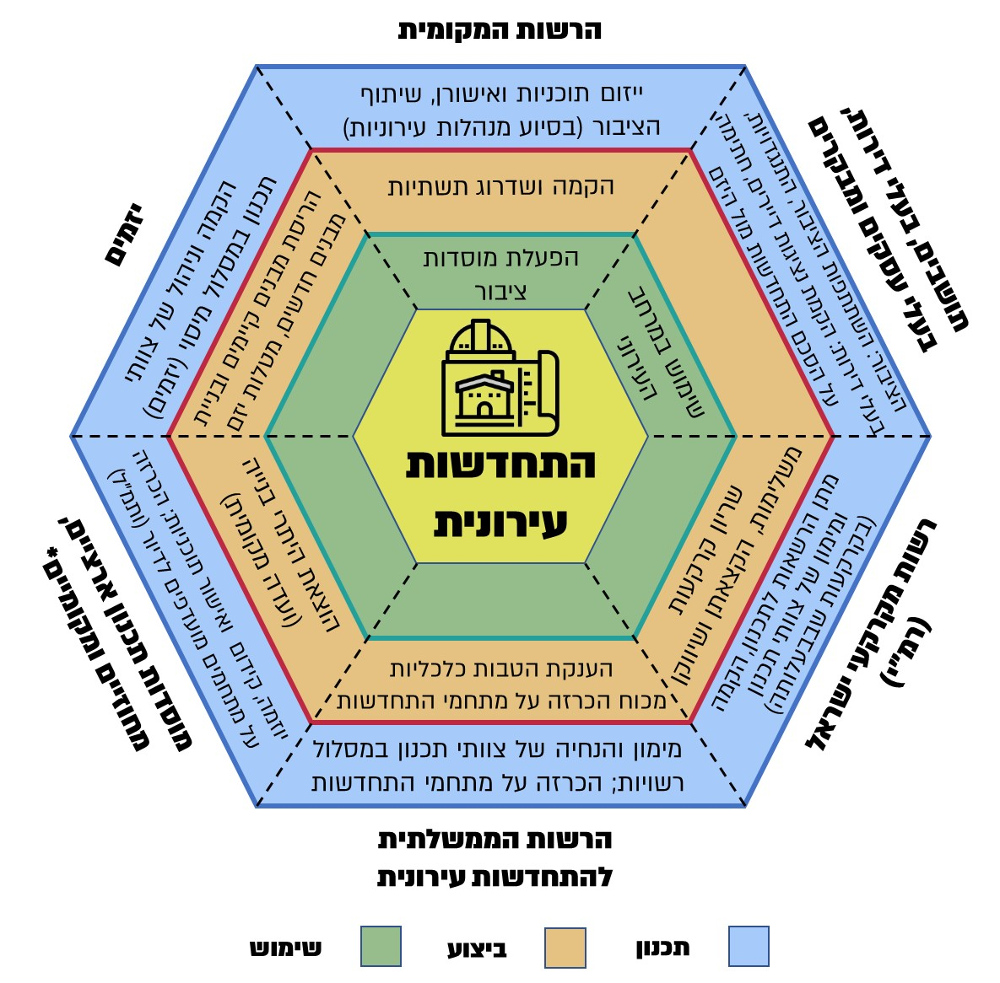 הרשות המקומית
ייזום תוכניות ואישורן, שיתוף
הציבור (בסיוע מנהלות עירוניות)
הקמה ושדרוג תשתיות
הפעלת מוסדות
ציבור
תושבים, בעלי דירות,
בעלי עסקים ומבקרים
הציבור: השתתפות הציבור, התנגדויות,
בעלי דירות: הקמת נציגות דיירים, חתימה,
על הסכם התחדשות מול היזם
שימוש במרחב
העירוני
רשות מקרקעי ישראל
(רמ"י)
מתן הרשאות לתכנון, הקמה
ומימון של צוותי תכנון
(בקרקעות שבבעלותה)
שריון קרקעות
משלימות, הקצאתן ושיווקן
הרשות הממשלתית
להתחדשות עירונית
הענקת הטבות כלכליות
מכוח הכרזה על מתחמי התחדשות
מימון והנחיה של צוותי תכנון במסלול
רשויות; הכרזה על מתחמי התחדשות
מוסדות תכנון ארציים,
מחוזיים ומקומיים*
יוזמה, קידום ואישור תוכניות; הכרזה
על מתחמים מועדפים לדיור (ותמ"ל)
הוצאת היתרי בנייה
(ועדה מקומית)
יזמים
הקמה וניהול של צוותי
תכנון במסלול מיסוי (יזמים)
הריסת מבנים קיימים ובניית
מבנים חדשים, מטלות יזם
התחדשות
עירונית
תכנון
ביצוע
שימוש